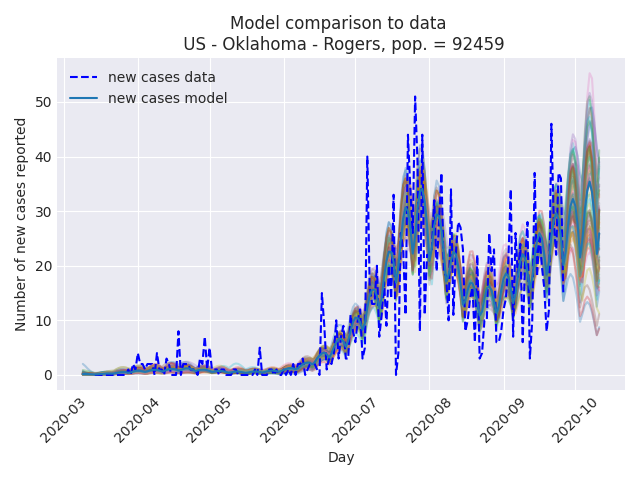 Model comparison to data
US - Oklahoma - Rogers, pop. = 92459
new cases data
new cases model
Number of new cases reported
50
40
30
20
10
0
2020-03
2020-04
2020-05
2020-06
2020-07
2020-08
2020-09
2020-10
Day